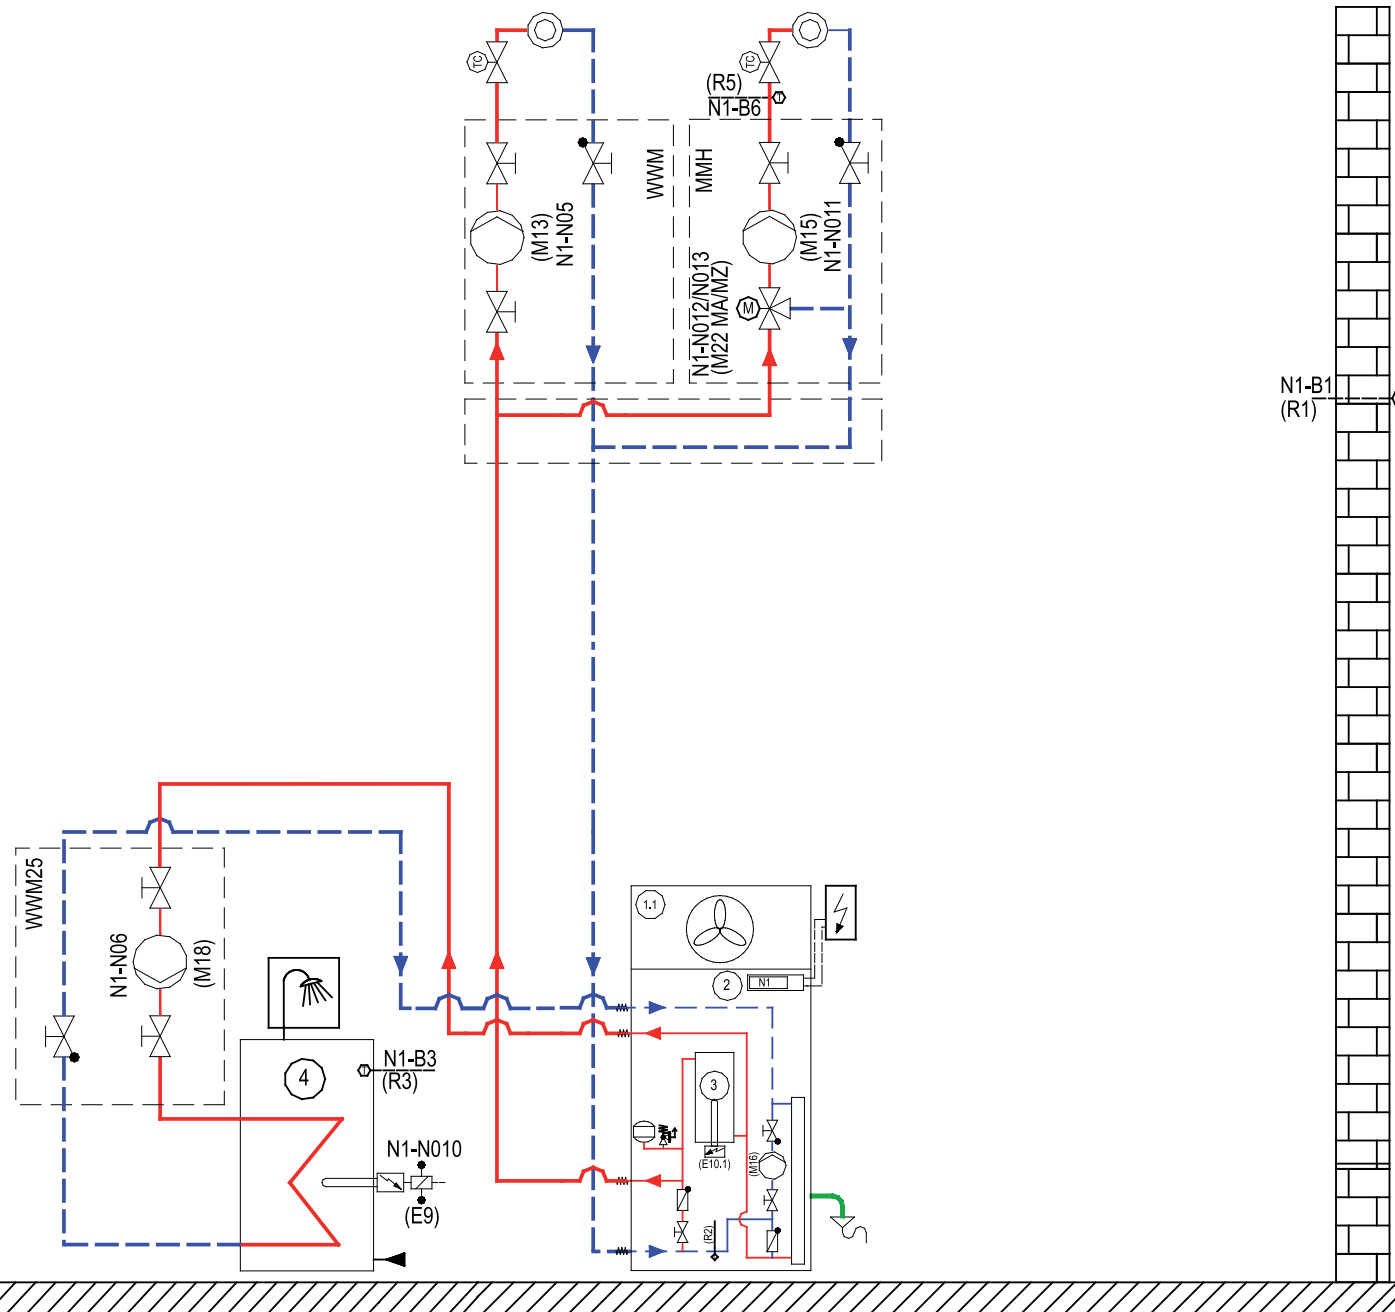 TC
TC
(R5)
N1-B6
WWM
MMH
(M13)
N1-N05
(M15)
N1-N011
N1-N012/N013
(M22 MA/MZ)
M
N1-B1
(R1)
WWM25
N1-N06
(M18)
1.1
2
N1
4
N1-B3
(R3)
3
N1-N010
(E9)
(E10.1)
(M16)
(R2)